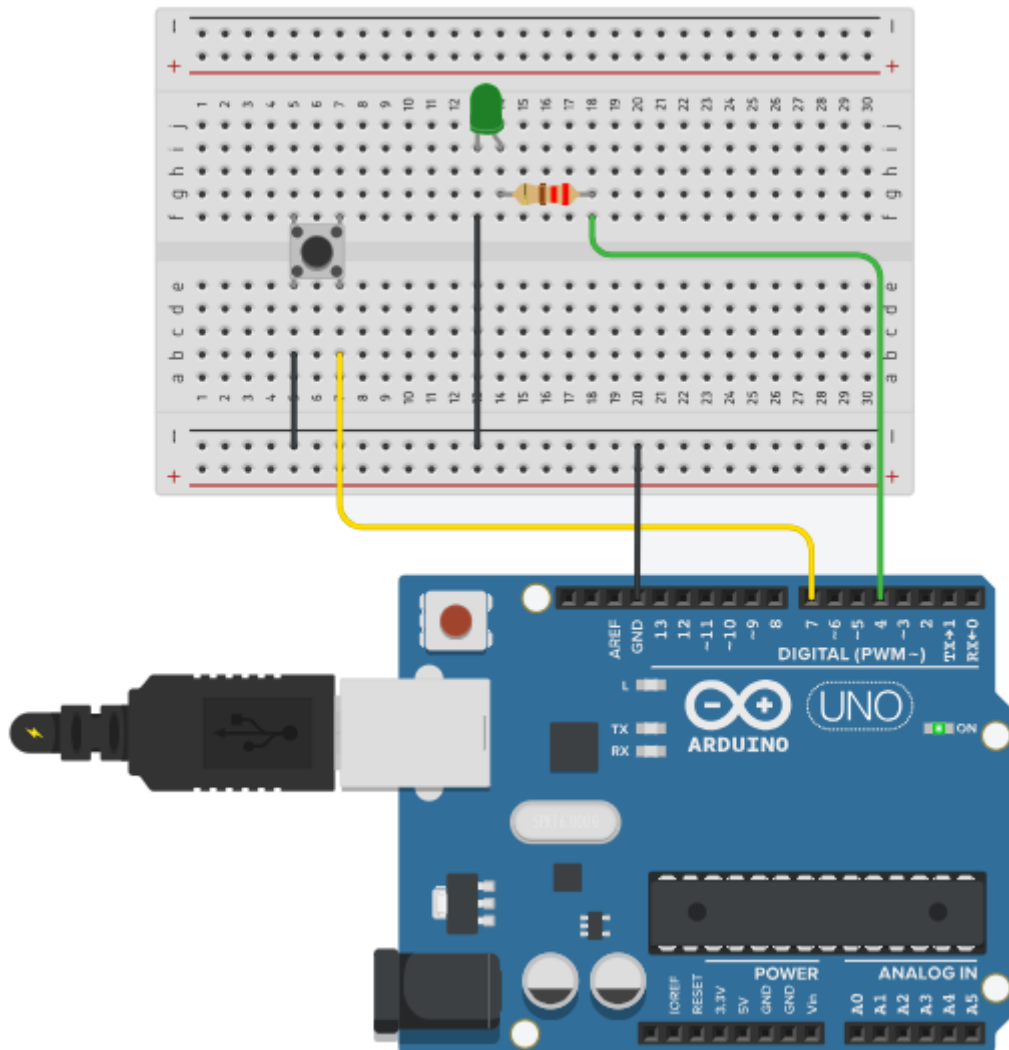 − −
+ +
1 2 3 4 5 6 7 8 9 10 11 12 14 15 16 17 18 19 20 21 22 23 24 25 26 27 28 29 30
j j
i i
h h
g g
f f
e e
d d
c c
b b
a a
1 2 3 4 5 6 7 8 9 10 11 12 13 14 15 16 17 18 19 20 21 22 23 24 25 26 27 28 29 30
− −
+ +
AREF GND 13 12 ~11 ~10 ~9 8 7 ~6 ~5 4 ~3 2 TX→1 RX←0
DIGITAL (PWM~)
L
TX
RX
ARDUINO
UNO
ON
POWER
ANALOG IN
IOREF RESET 3.3V 5V GND GND Vin A0 A1 A2 A3 A4 A5